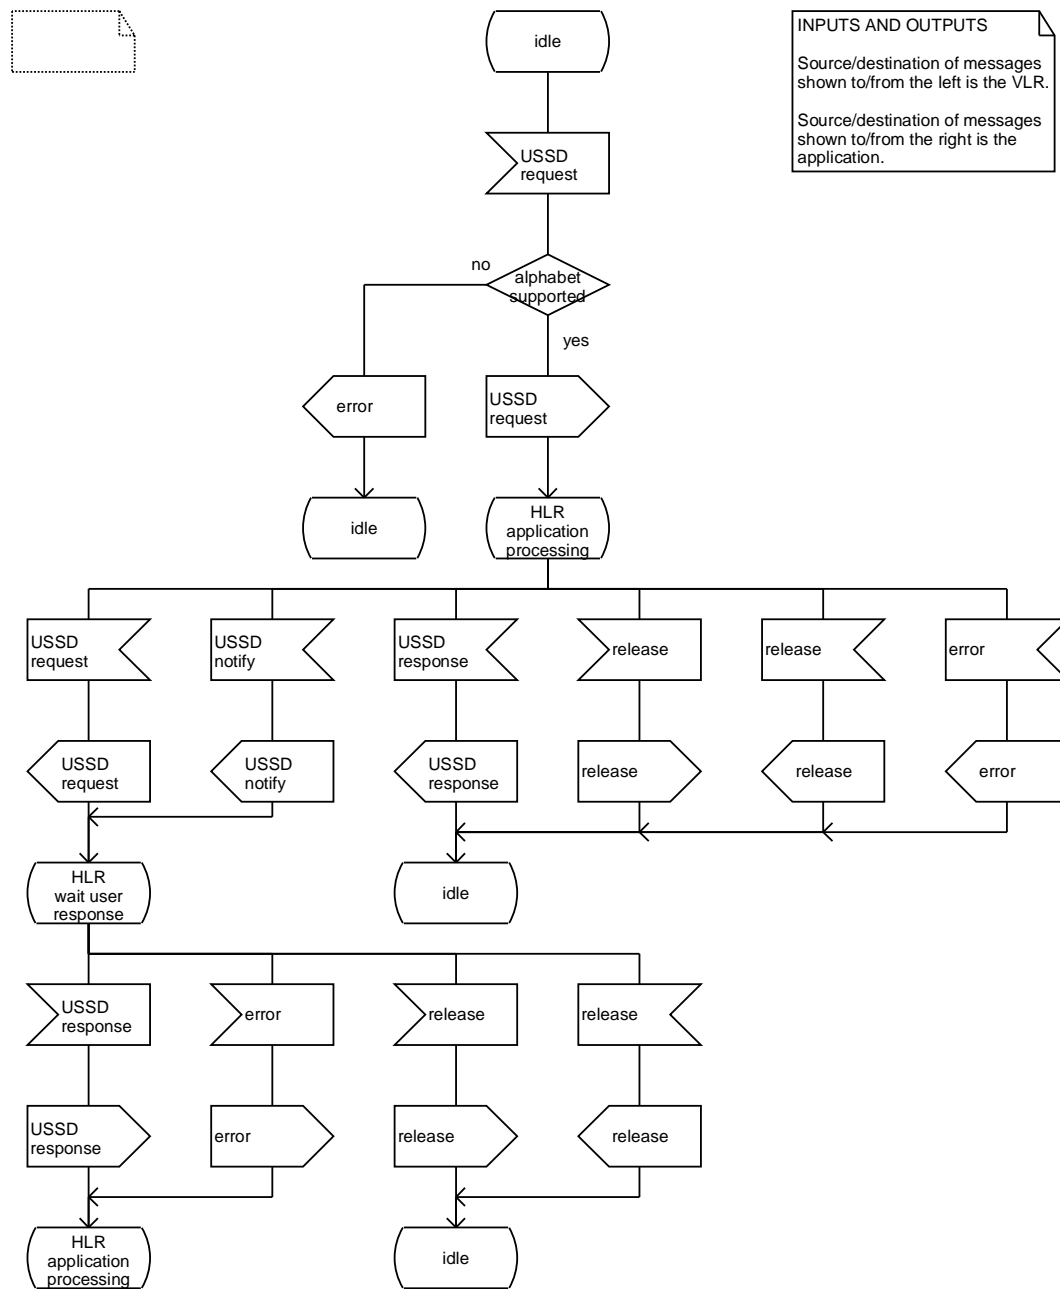 idle
INPUTS AND OUTPUTS
Source/destination of messages
shown to/from the left is the VLR.
Source/destination of messages
shown to/from the right is the
application.
USSD
request
no
alphabet
supported
yes
error
USSD
request
idle
HLR
application
processing
USSD
request
USSD
notify
USSD
response
release
release
error
USSD
request
USSD
notify
USSD
response
release
release
error
HLR
wait user
response
idle
USSD
response
error
release
release
USSD
response
error
release
release
HLR
application
processing
idle